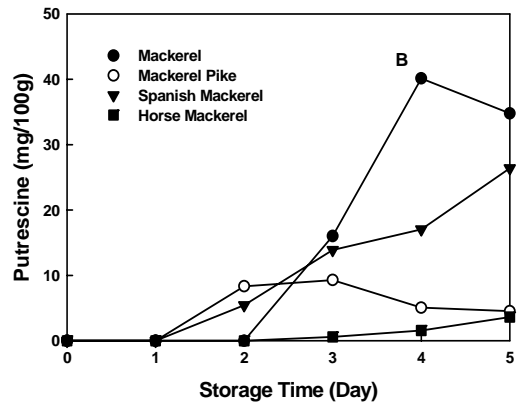 50
40
30
20
10
0
Putrescine (mg/100g)
Mackerel
Mackerel Pike
Spanish Mackerel
Horse Mackerel
B
0 1 2 3 4 5
Storage Time (Day)